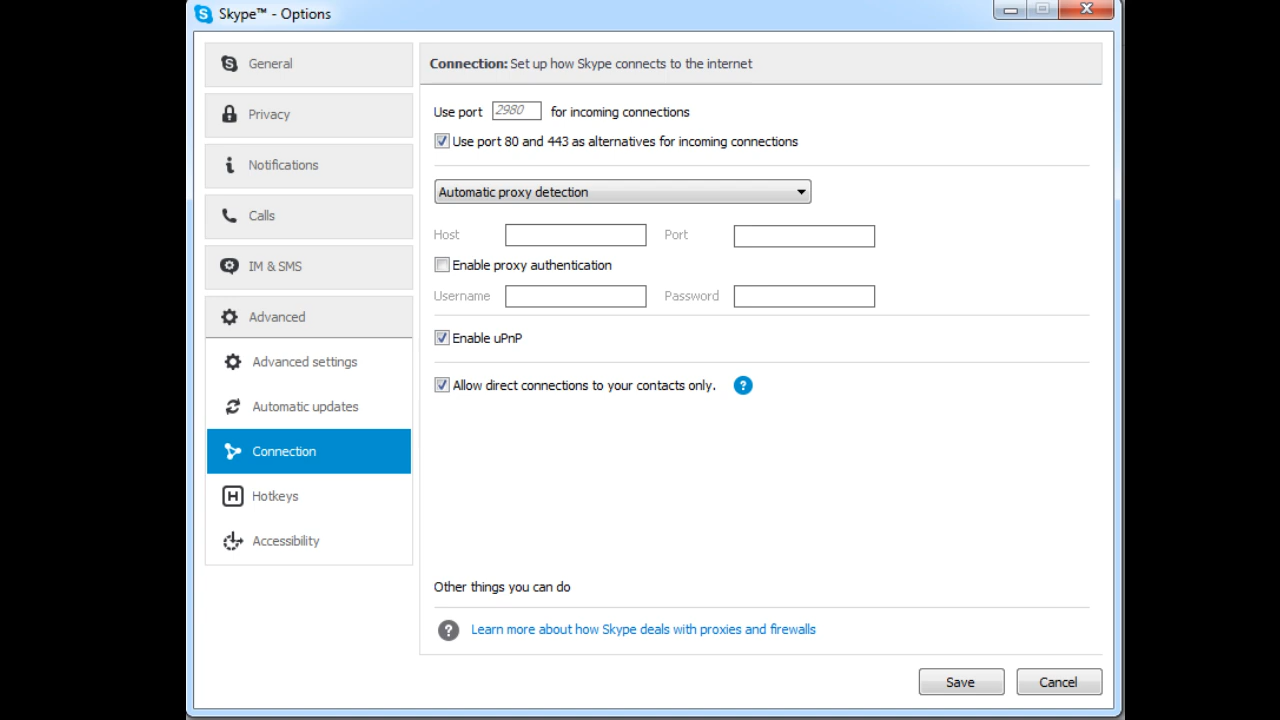 Skype™ - Options
General
Privacy
Notifications
Calls
IM & SMS
Advanced
Advanced settings
Automatic updates
Connection
Hotkeys
Accessibility
Connection: Set up how Skype connects to the internet
Use port 2980 for incoming connections
Use port 80 and 443 as alternatives for incoming connections
Automatic proxy detection
Host Port
Enable proxy authentication
Username Password
Enable uPnP
Allow direct connections to your contacts only. ?
Other things you can do
? Learn more about how Skype deals with proxies and firewalls
Save Cancel